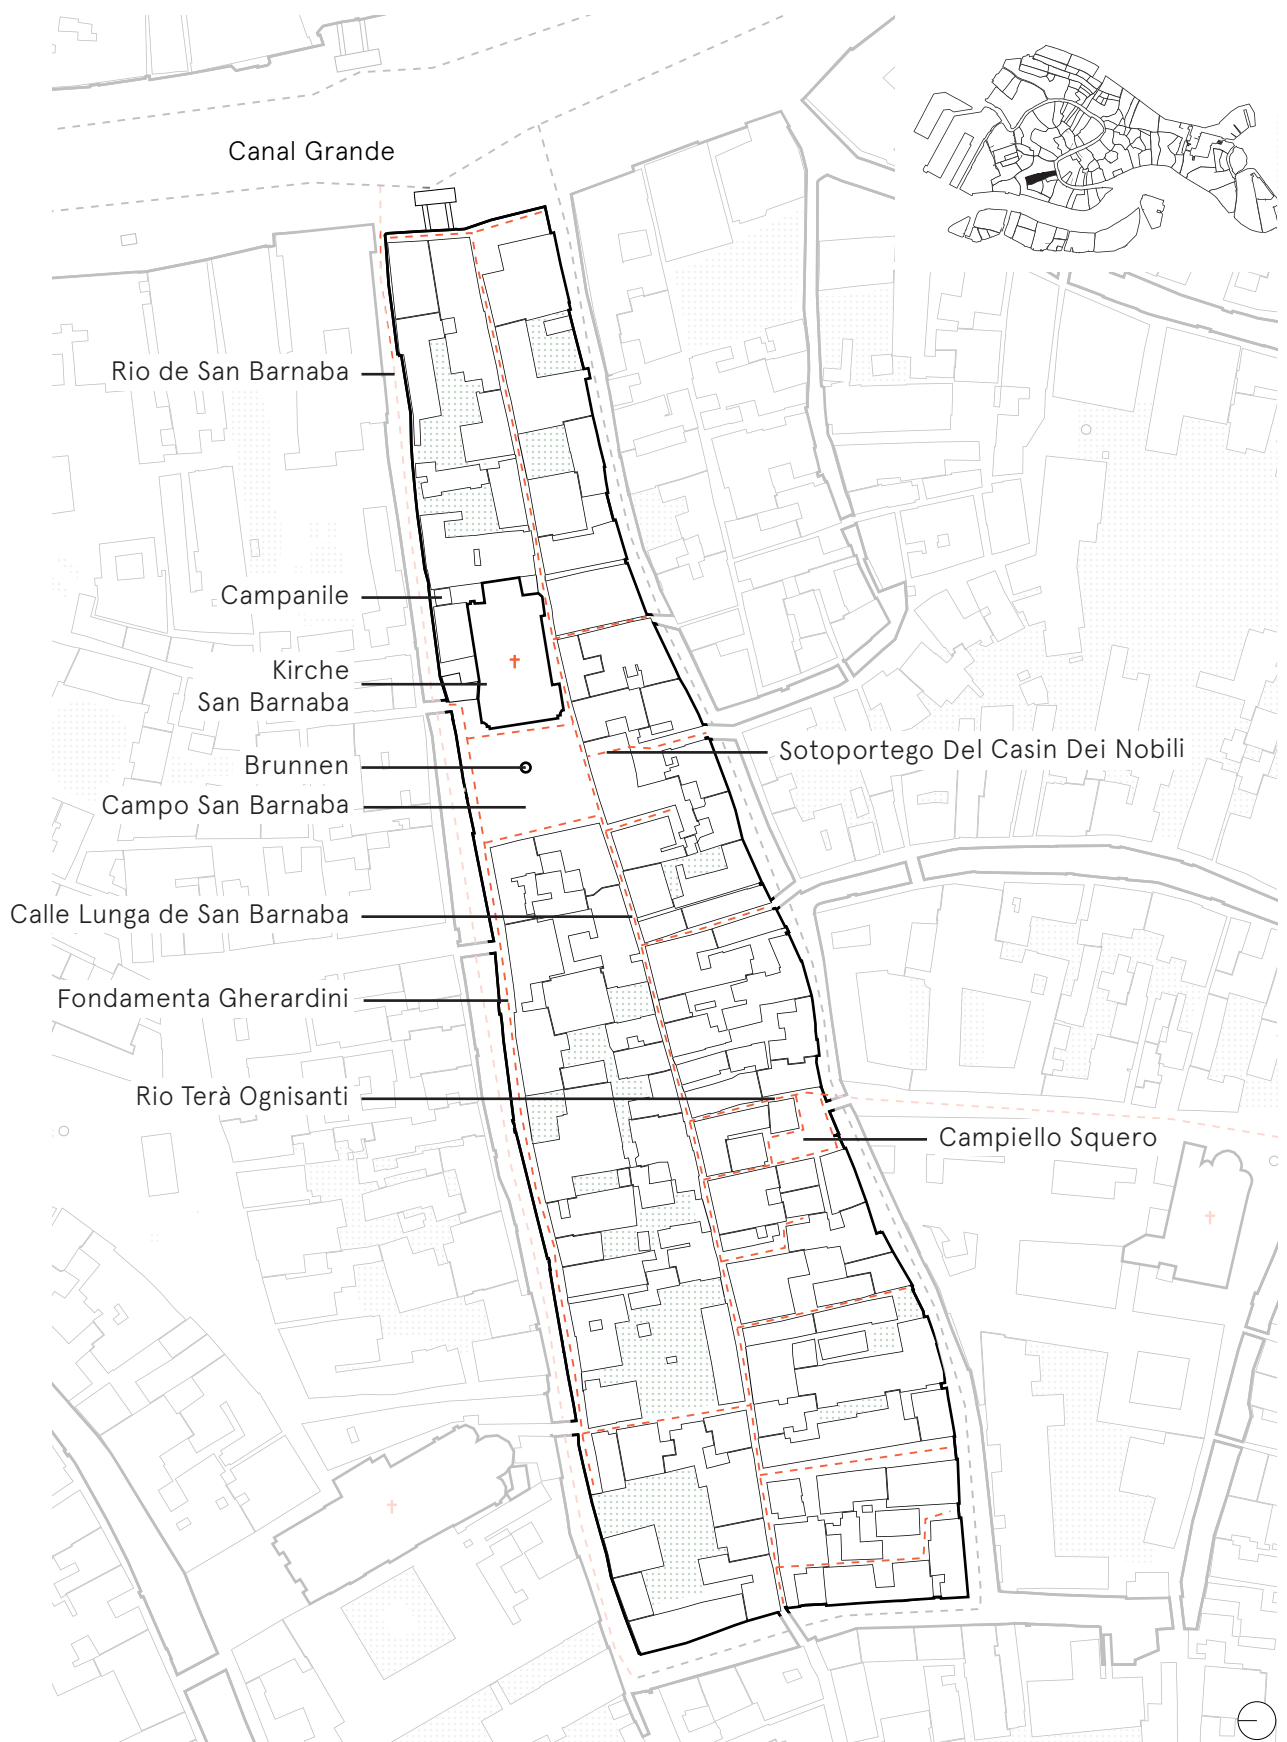 Canal Grande
Rio de San Barnaba
Campanile
Kirche
San Barnaba
Sotoportego Del Casin Dei Nobili
Brunnen
Campo San Barnaba
Calle Lunga de San Barnaba
Fondamenta Gherardini
Rio Terà Ognisanti
Campiello Squero